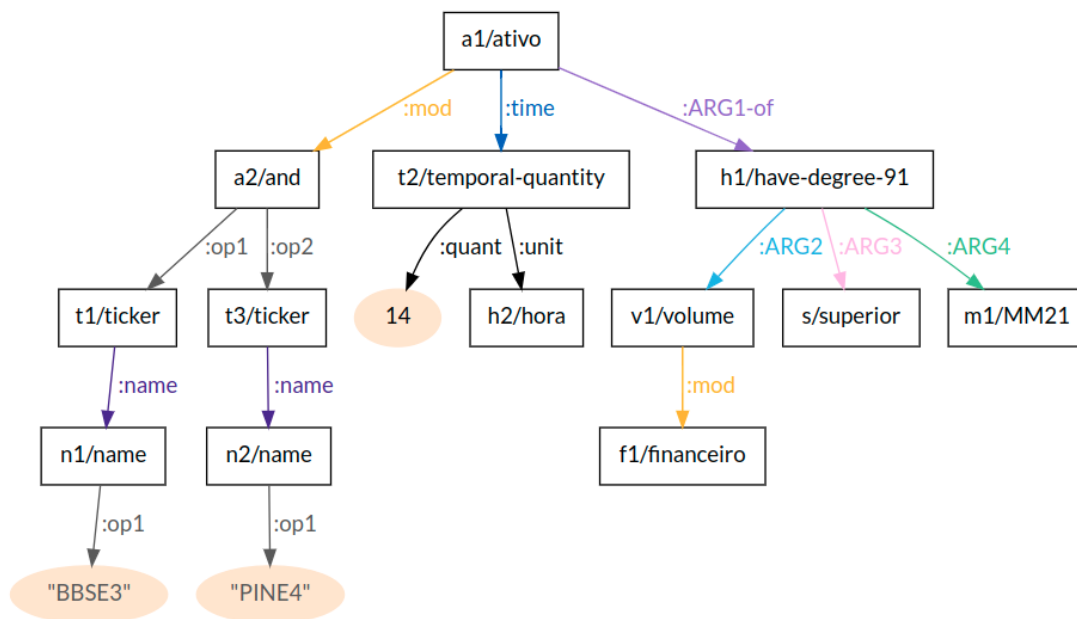 a1/ativo
:mod :time :ARG1-of
a2/and t2/temporal-quantity h1/have-degree-91
:op1 :op2 :quant :unit :ARG2 :ARG3 :ARG4
t1/ticker t3/ticker 14 h2/hora v1/volume s/superior m1/MM21
:name :name :mod
n1/name n2/name f1/financeiro
:op1 :op1
"BBSE3" "PINE4"